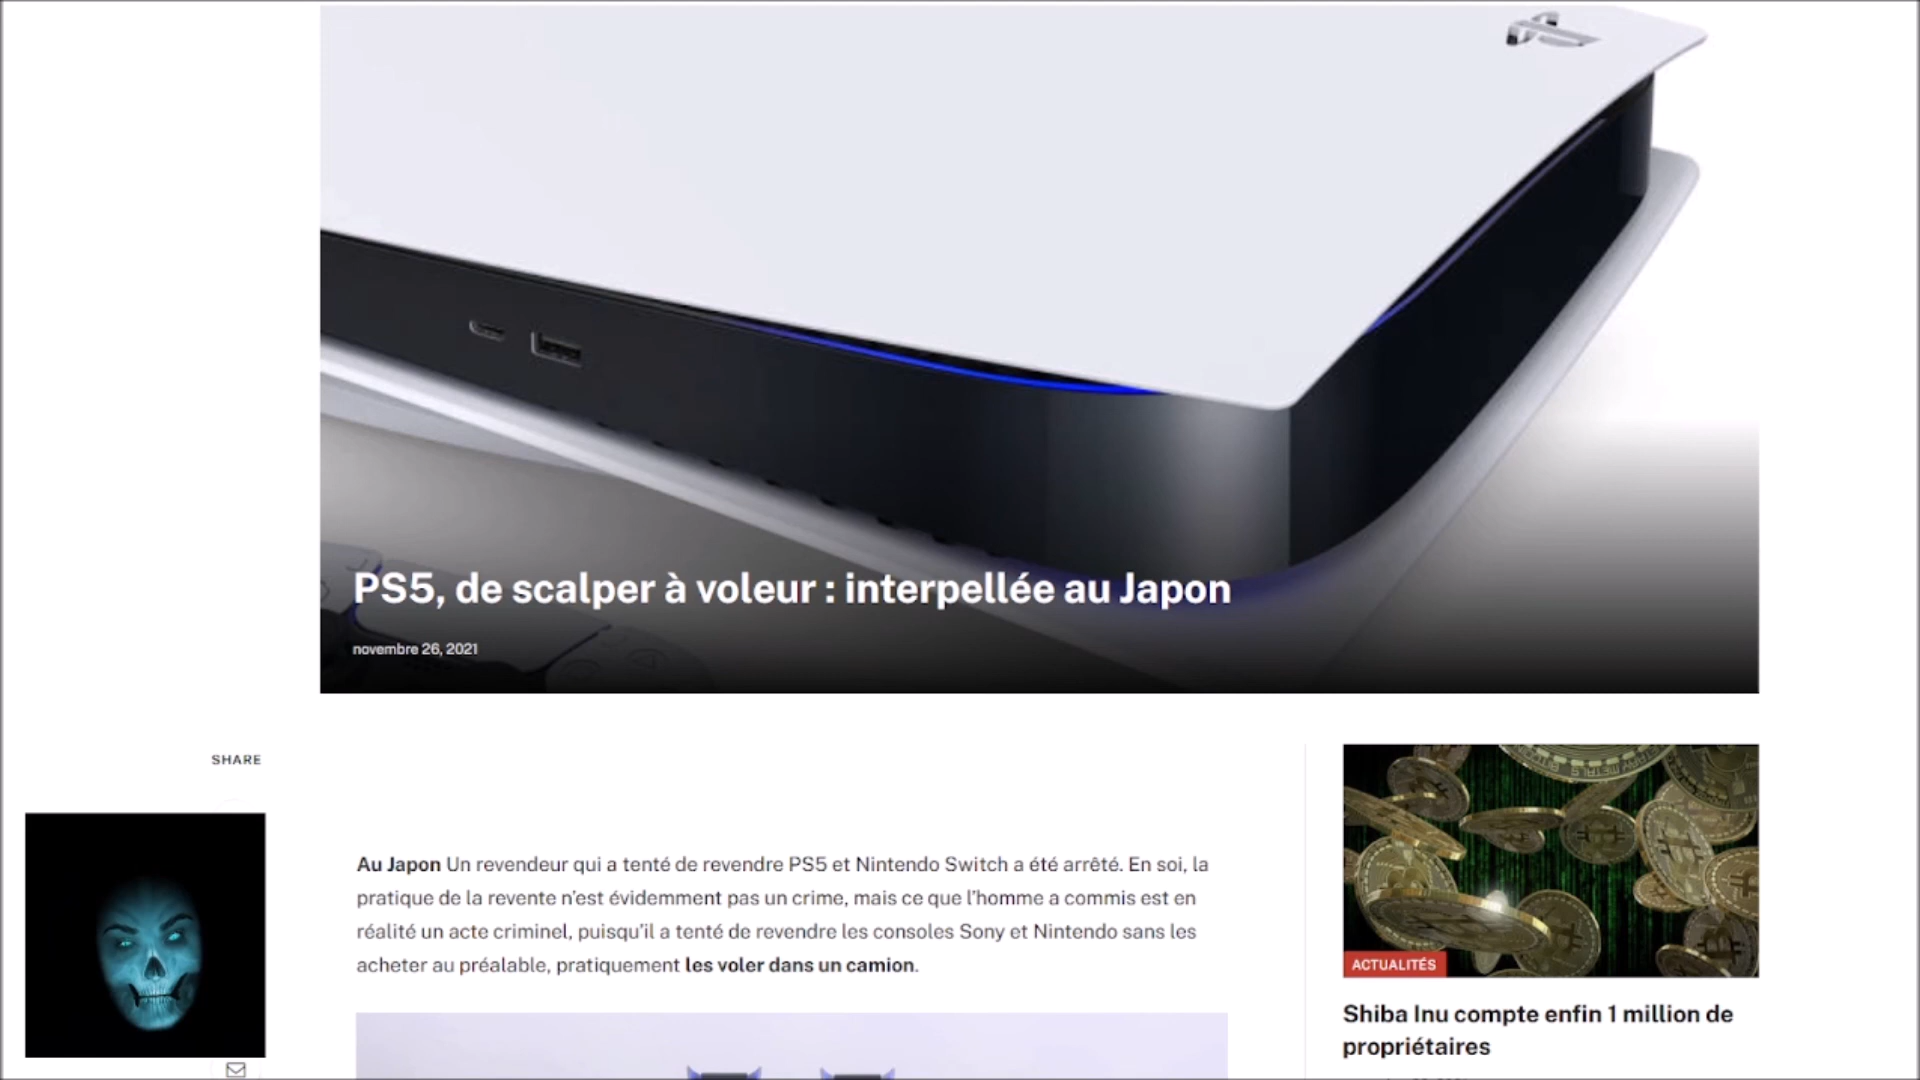 PS5, de scalper à voleur : interpellée au Japon
novembre 26, 2021
SHARE
Au Japon Un revendeur qui a tenté de revendre PS5 et Nintendo Switch a été arrêté. En soi, la
pratique de la revente n’est évidemment pas un crime, mais ce que l’homme a commis est en
réalité un acte criminel, puisqu’il a tenté de revendre les consoles Sony et Nintendo sans les
acheter au préalable, pratiquement les voler dans un camion.
ACTUALITÉS
Shiba Inu compte enfin 1 million de
propriétaires